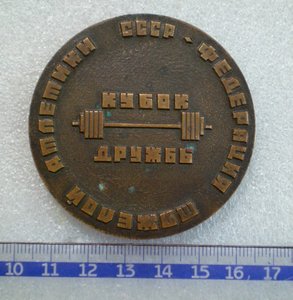 ФЕДЕРАЦИЯ ТЯЖЕЛОЙ АТЛЕТИКИ СССР -
КУБОК
ДРУЖБЫ
10 11 12 13 14 15 16 17